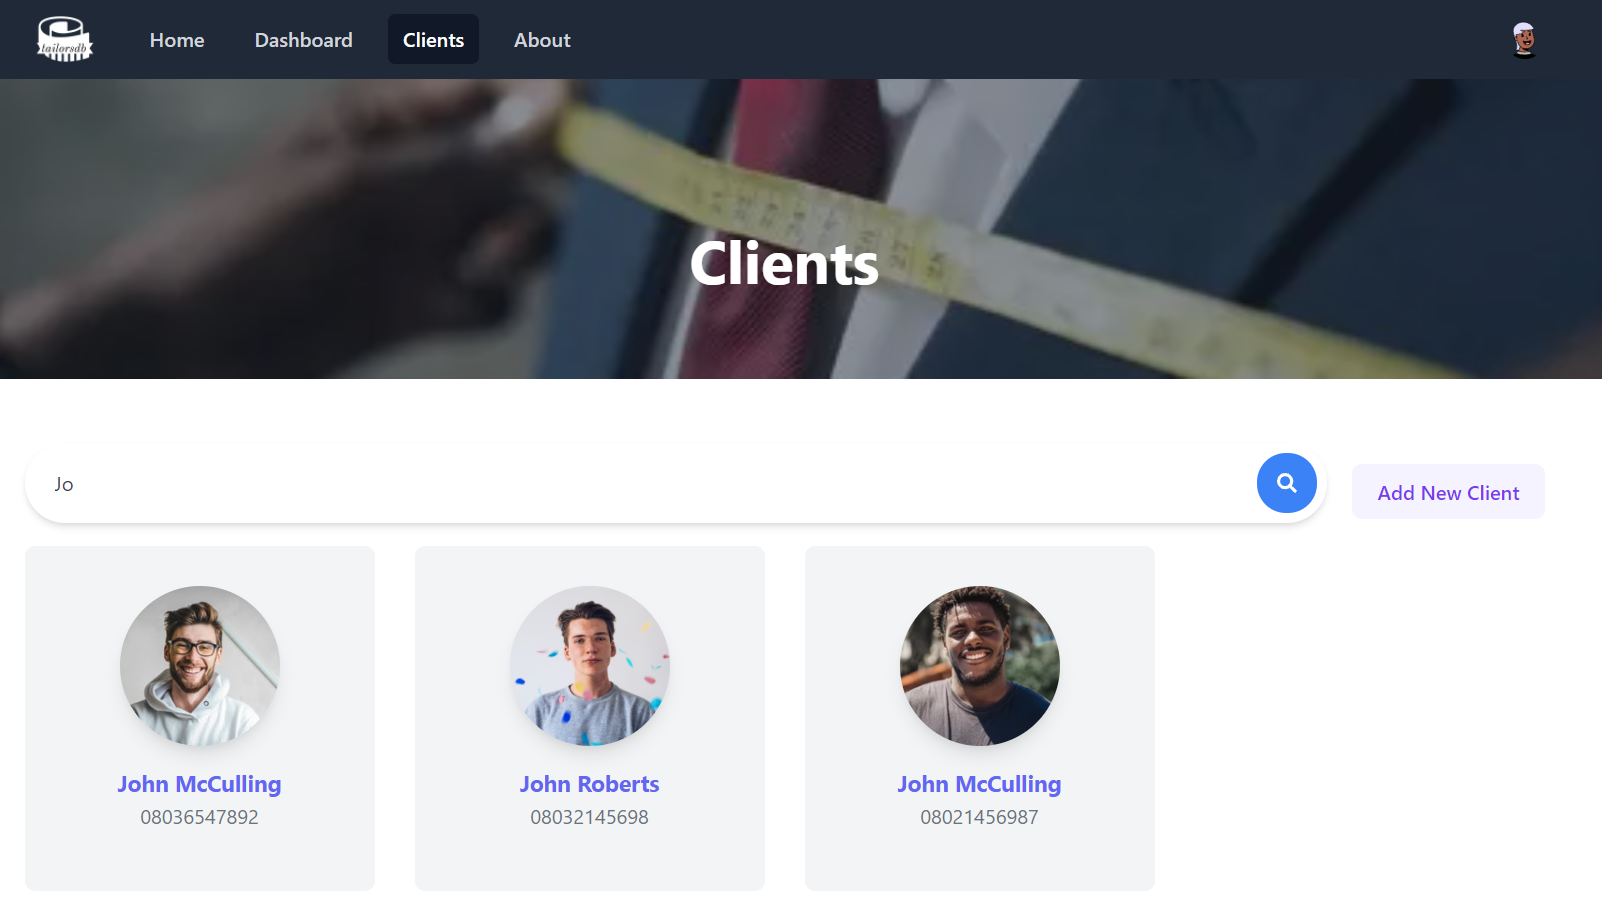 tailorsdb
Home
Dashboard
Clients
About
Clients
Jo
Add New Client
John McCulling
08036547892
John Roberts
08032145698
John McCulling
08021456987